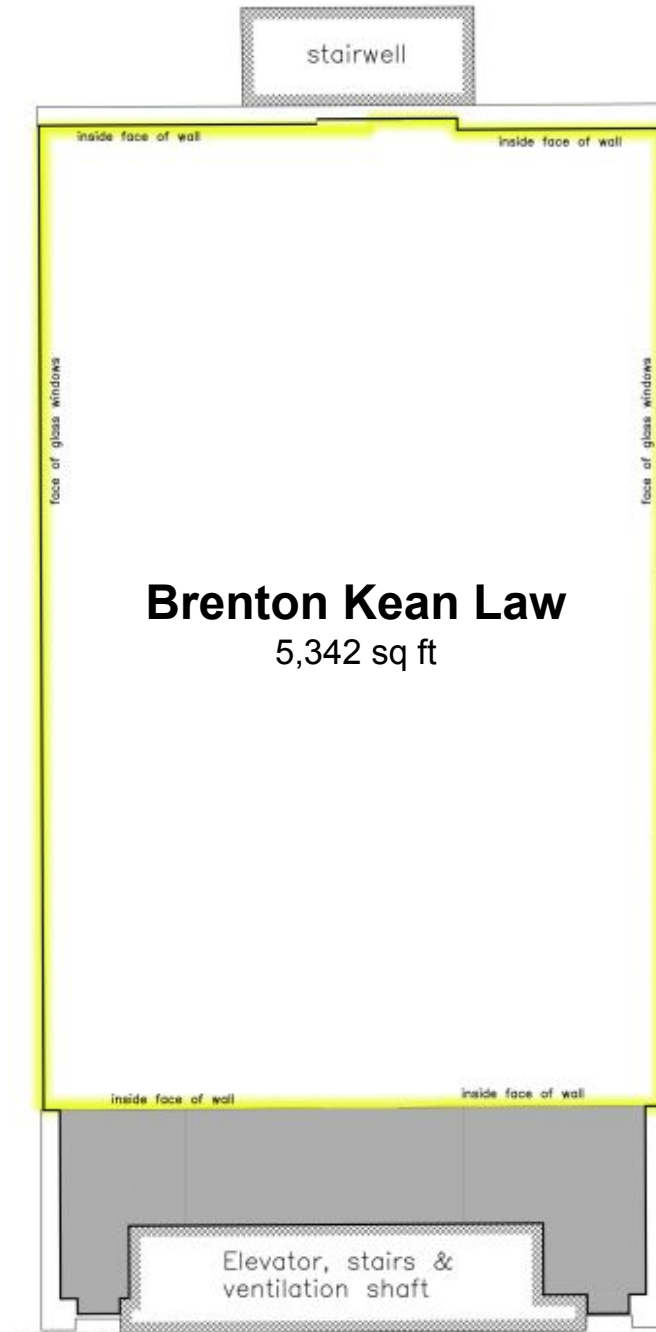 stairwell
inside face of wall
inside face of wall
face of glass windows
face of glass windows
Brenton Kean Law
5,342 sq ft
inside face of wall
inside face of wall
Elevator, stairs &
ventilation shaft